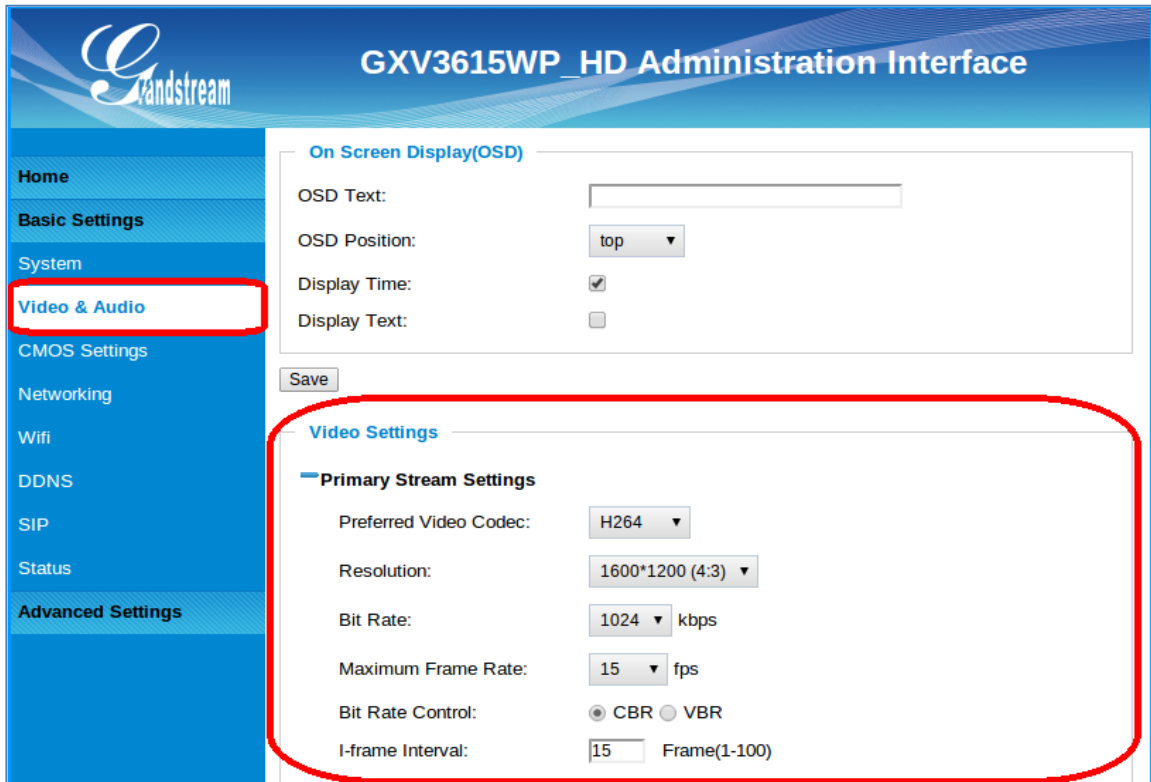 Grandstream
GXV3615WP_HD Administration Interface
Home
Basic Settings
System
Video & Audio
CMOS Settings
Networking
Wifi
DDNS
SIP
Status
Advanced Settings
On Screen Display(OSD)
OSD Text:
OSD Position: top
Display Time:
Display Text:
Save
Video Settings
Primary Stream Settings
Preferred Video Codec: H264
Resolution: 1600*1200 (4:3)
Bit Rate: 1024 kbps
Maximum Frame Rate: 15 fps
Bit Rate Control: CBR VBR
I-frame Interval: 15 Frame(1-100)